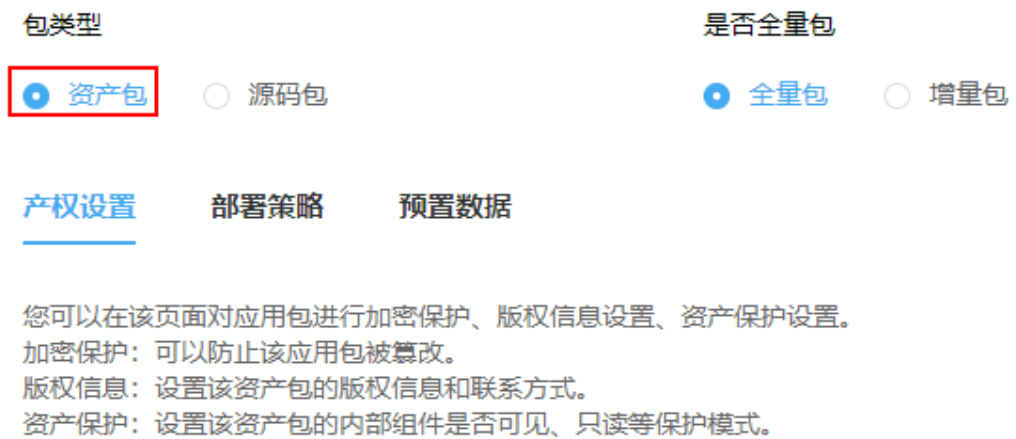 包类型 是否全量包
资产包 源码包 全量包 增量包
产权设置 部署策略 预置数据
您可以在该页面对应用包进行加密保护、版权信息设置、资产保护设置。
加密保护：可以防止该应用包被篡改。
版权信息：设置该资产包的版权信息和联系方式。
资产保护：设置该资产包的内部组件是否可见、只读等保护模式。